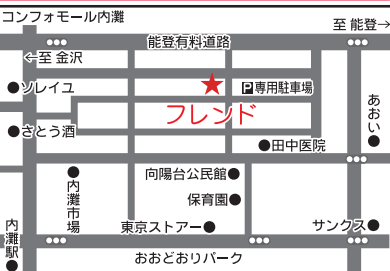 コンフォモール内灘
至 能登→
能登有料道路
←至 金沢
ソレイユ
P専用駐車場
フレンド
あおい
さとう酒
田中医院
向陽台公民館
内灘市場
保育園
内灘駅
東京ストアー
サンクス
おおどおりパーク